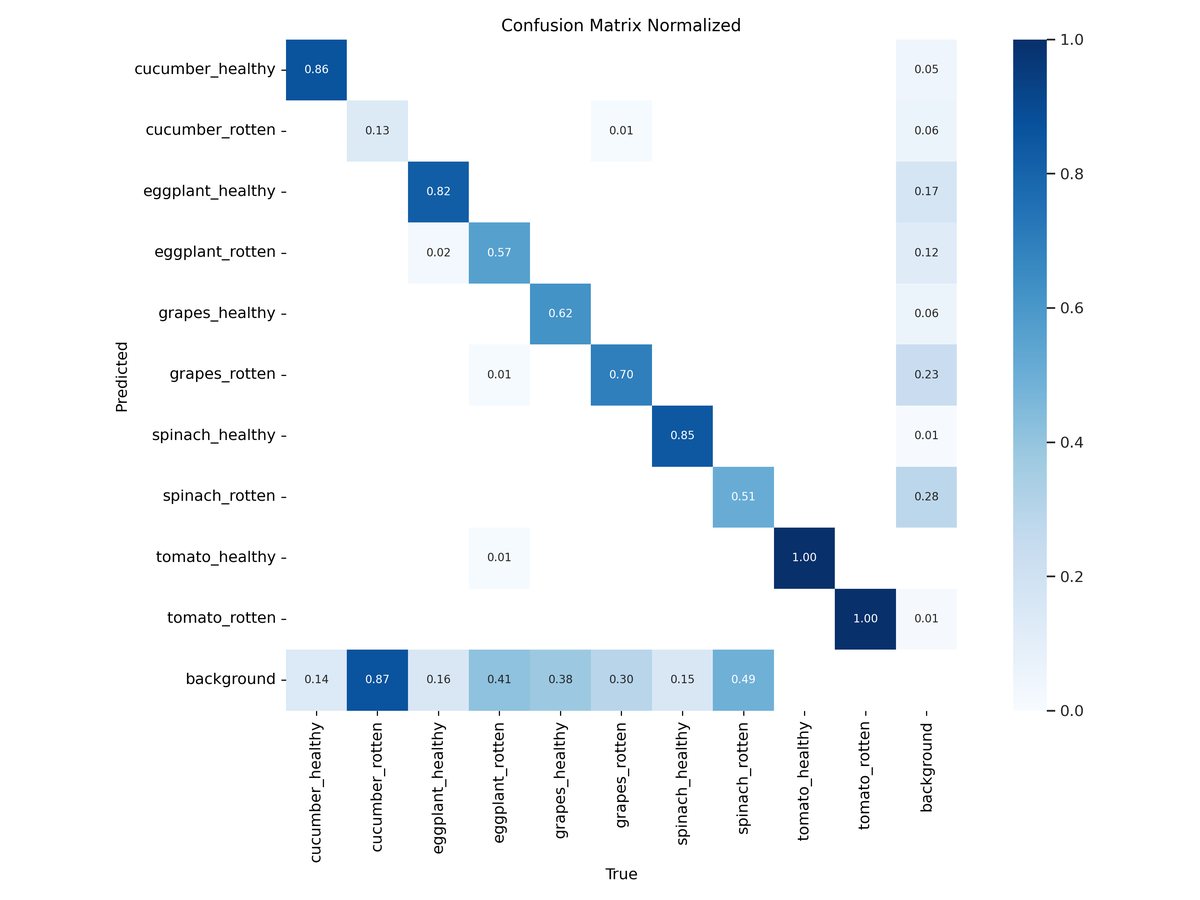 Confusion Matrix Normalized
cucumber_healthy 0.86 0.05
cucumber_rotten 0.13 0.01 0.06
eggplant_healthy 0.82 0.17
eggplant_rotten 0.02 0.57 0.12
grapes_healthy 0.62 0.06
grapes_rotten 0.01 0.70 0.23
spinach_healthy 0.85 0.01
spinach_rotten 0.51 0.28
tomato_healthy 0.01 1.00
tomato_rotten 1.00 0.01
background 0.14 0.87 0.16 0.41 0.38 0.30 0.15 0.49
Predicted
cucumber_healthy
cucumber_rotten
eggplant_healthy
eggplant_rotten
grapes_healthy
grapes_rotten
spinach_healthy
spinach_rotten
tomato_healthy
tomato_rotten
background
True
1.0
0.8
0.6
0.4
0.2
0.0